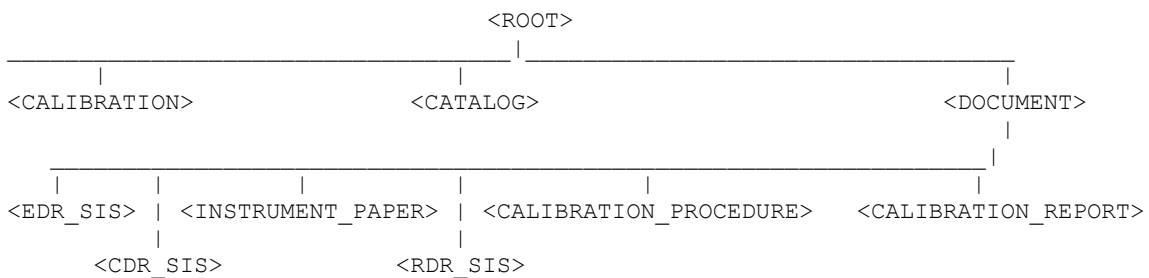 <ROOT>
<CALIBRATION> <CATALOG> <DOCUMENT>
<EDR_SIS> | <INSTRUMENT_PAPER> | <CALIBRATION_PROCEDURE> <CALIBRATION_REPORT>
<CDR_SIS> <RDR_SIS>